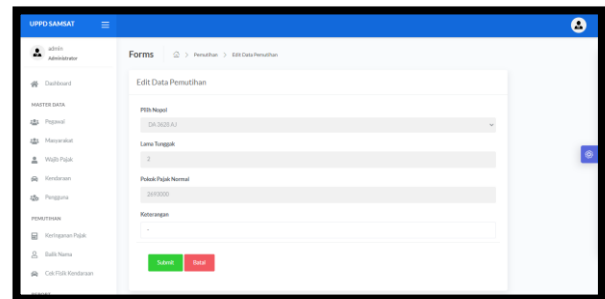 UPPD SAMSAT
admin
Administrator
Forms > Pemutihan > Edit Data Pemutihan
Dashboard
Edit Data Pemutihan
MASTER DATA
Pilih Nopol
Pegawai
DA 3628 AJ
Masyarakat
Lama Tunggak
Wajib Pajak
2
Kendaraan
Pokok Pajak Normal
Pengguna
PEMUTIHAN
Keterangan
Keringanan Pajak
-
Balik Nama
Submit Batal
Cek Fisik Kendaraan